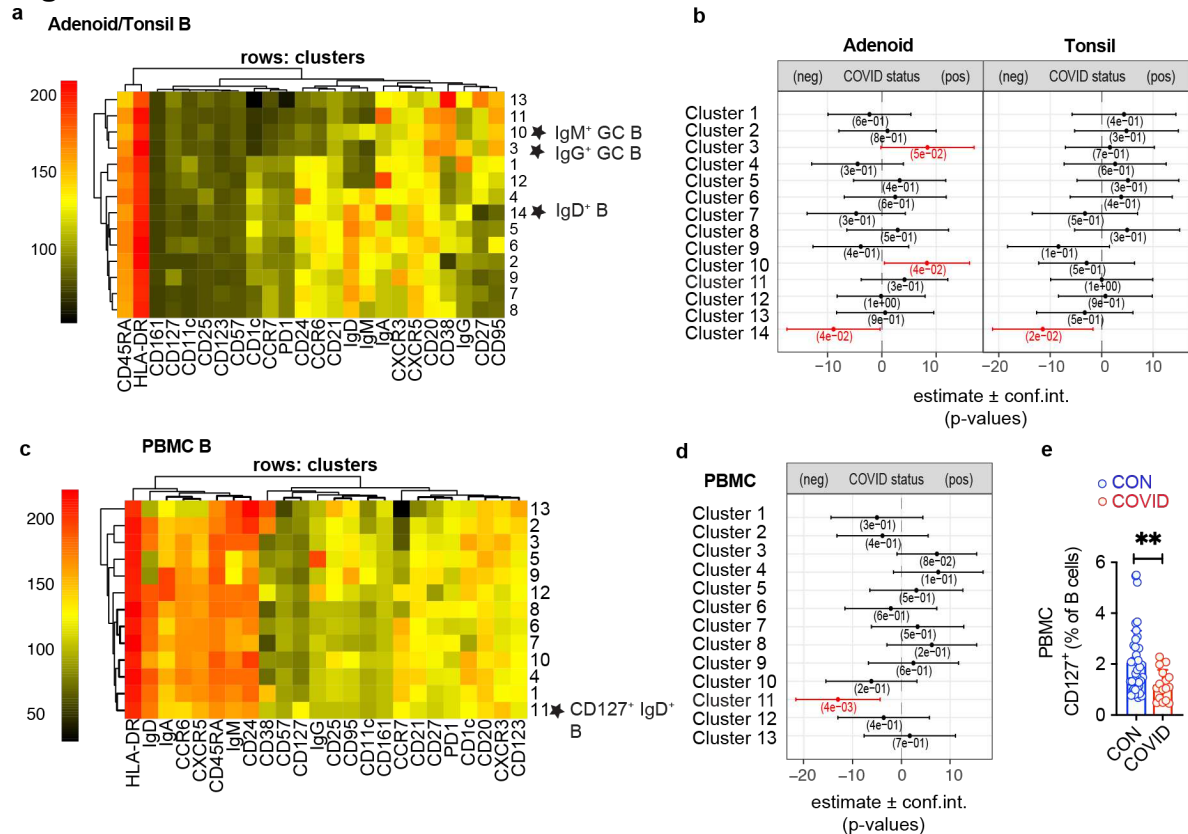 a
Adenoid/Tonsil B
rows: clusters
200
150
100
13
11
10 ★ IgM⁺ GC B
3 ★ IgG⁺ GC B
1
12
4
14 ★ IgD⁺ B
5
6
2
9
7
8
CD45RA
HLA-DR
CD161
CD127
CD11c
CD25
CD123
CD57
CD1c
CCR7
PD1
CD24
CCR6
CD21
IgD
IgM
IgA
CXCR3
CXCR5
CD20
CD38
IgG
CD27
CD95
b
Adenoid Tonsil
(neg) COVID status (pos) (neg) COVID status (pos)
Cluster 1 (6e−01) (4e−01)
Cluster 2 (8e−01) (3e−01)
Cluster 3 (5e−02) (7e−01)
Cluster 4 (3e−01) (6e−01)
Cluster 5 (4e−01) (3e−01)
Cluster 6 (6e−01) (4e−01)
Cluster 7 (3e−01) (5e−01)
Cluster 8 (5e−01) (3e−01)
Cluster 9 (4e−01) (1e−01)
Cluster 10 (4e−02) (5e−01)
Cluster 11 (3e−01) (1e+00)
Cluster 12 (1e+00) (9e−01)
Cluster 13 (9e−01) (5e−01)
Cluster 14 (4e−02) (2e−02)
−10 0 10 −20 −10 0 10
estimate ± conf.int.
(p-values)
c
PBMC B
rows: clusters
200
150
100
50
13
2
3
5
9
12
8
6
7
10
4
1
11 ★ CD127⁺ IgD⁺
B
HLA-DR
IgD
IgA
CCR6
CXCR5
CD45RA
IgM
CD24
CD38
CD57
CD127
IgG
CD25
CD95
CD11c
CD161
CCR7
CD21
CD27
PD1
CD1c
CD20
CXCR3
CD123
d
PBMC
(neg) COVID status (pos)
Cluster 1 (3e−01)
Cluster 2 (4e−01)
Cluster 3 (8e−02)
Cluster 4 (1e−01)
Cluster 5 (5e−01)
Cluster 6 (6e−01)
Cluster 7 (5e−01)
Cluster 8 (2e−01)
Cluster 9 (6e−01)
Cluster 10 (2e−01)
Cluster 11 (4e−03)
Cluster 12 (4e−01)
Cluster 13 (7e−01)
−20 −10 0 10
estimate ± conf.int.
(p-values)
e
CON
COVID
**
6
4
2
0
PBMC
CD127⁺ (% of B cells)
CON
COVID